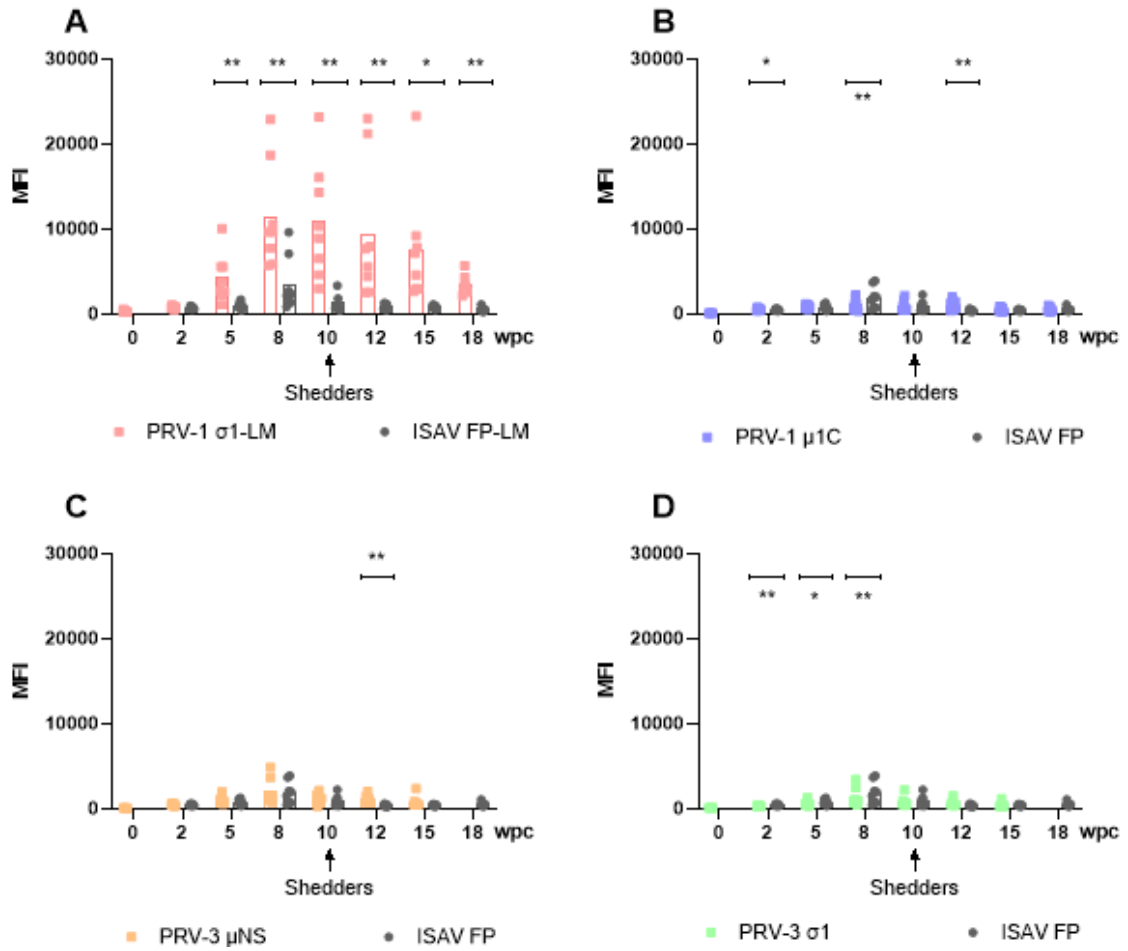 A
30000
20000
10000
0
MFI
** ** ** ** * **
0 2 5 8 10 12 15 18 wpc
Shedders
PRV-1 σ1-LM ISAV FP-LM
B
30000
20000
10000
0
MFI
* ** **
0 2 5 8 10 12 15 18 wpc
Shedders
PRV-1 µ1C ISAV FP
C
30000
20000
10000
0
MFI
**
0 2 5 8 10 12 15 18 wpc
Shedders
PRV-3 µNS ISAV FP
D
30000
20000
10000
0
MFI
** * **
0 2 5 8 10 12 15 18 wpc
Shedders
PRV-3 σ1 ISAV FP